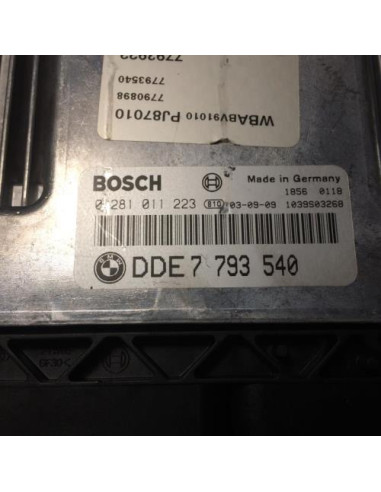 7793540
7790898
WBABV91010 PJ87010
BOSCH Made in Germany
1856 0118
0 281 011 223 03-09-09 1039S03268
BMW
DDE7 793 540